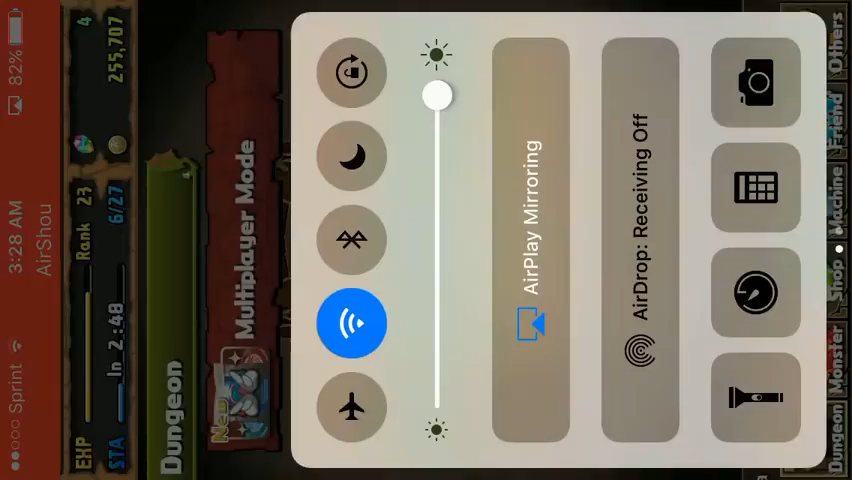 Sprint 3:28 AM 82%
AirShou
EXP Rank 23 4
STA In 2:48 6/27 255,707
Dungeon
New Multiplayer Mode
AirPlay Mirroring
AirDrop: Receiving Off
Dungeon Monster Shop Machine Friend Others